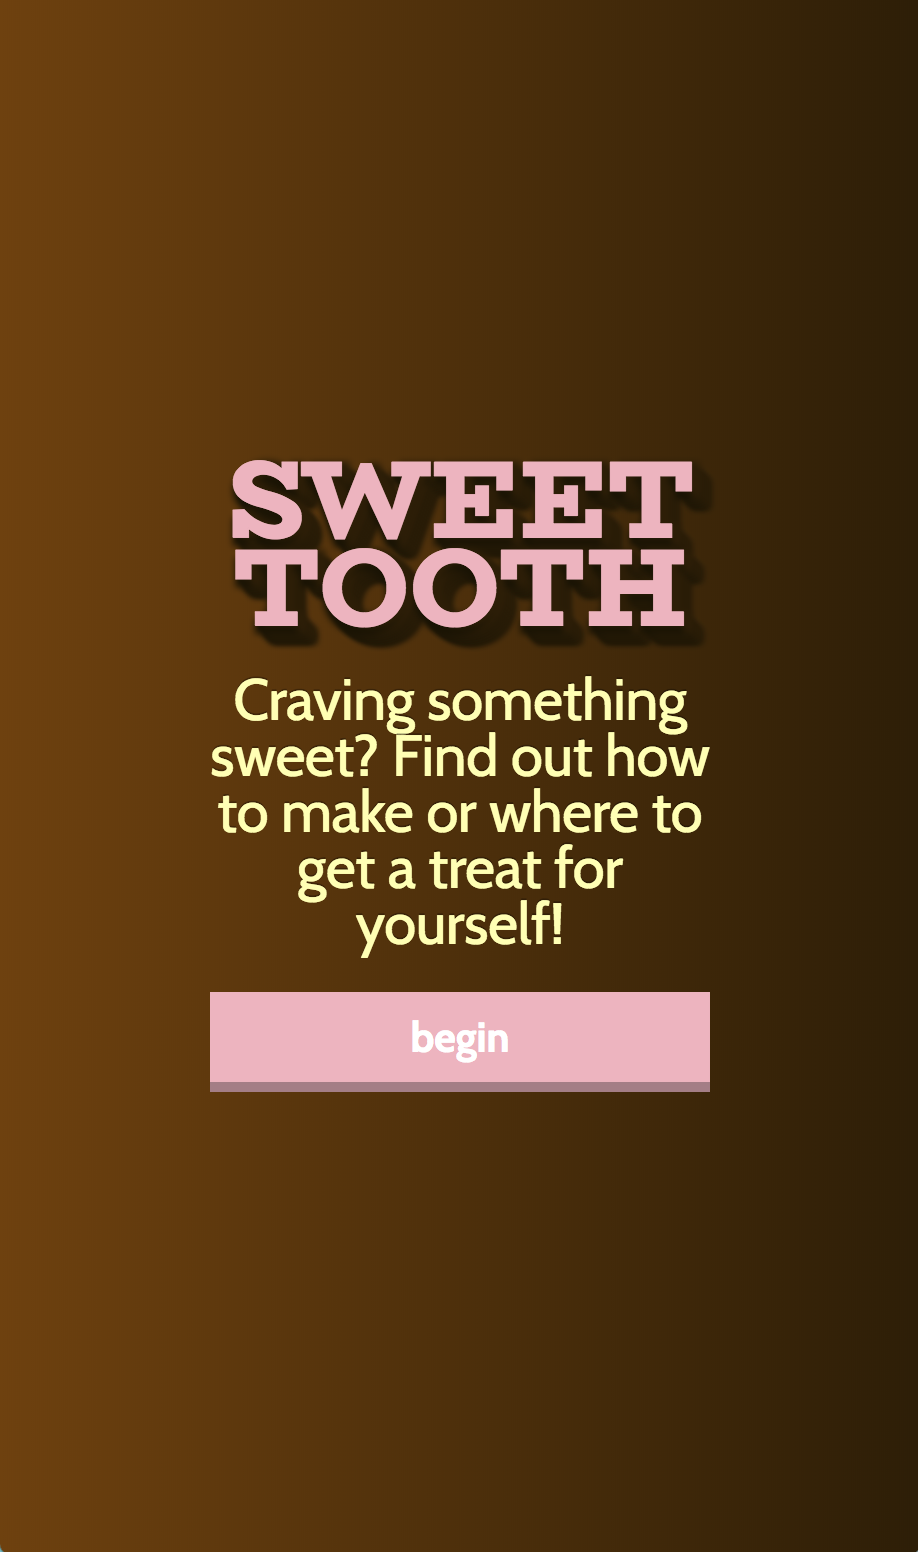 SWEET
TOOTH
Craving something
sweet? Find out how
to make or where to
get a treat for
yourself!
begin